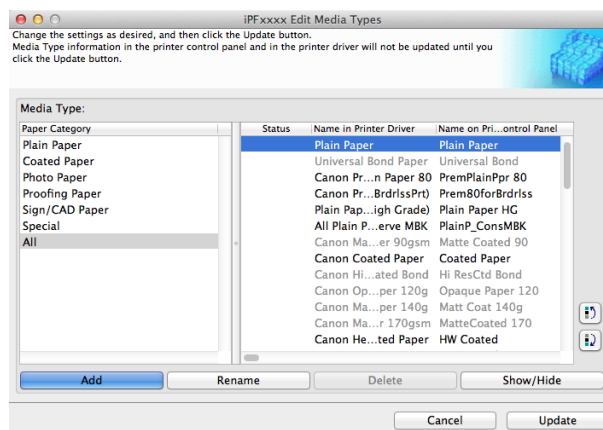 iPFxxxx Edit Media Types
Change the settings as desired, and then click the Update button.
Media Type information in the printer control panel and in the printer driver will not be updated until you
click the Update button.
Media Type:
Paper Category
Status Name in Printer Driver Name on Pri...ontrol Panel
Plain Paper
Coated Paper
Photo Paper
Proofing Paper
Sign/CAD Paper
Special
All
Plain Paper Plain Paper
Universal Bond Paper Universal Bond
Canon Pr...n Paper 80 PremPlainPpr 80
Canon Pr...BrdrlssPrt) Prem80forBrdrlss
Plain Pap...igh Grade) Plain Paper HG
All Plain P...erve MBK PlainP_ConsMBK
Canon Ma...er 90gsm Matte Coated 90
Canon Coated Paper Coated Paper
Canon Hi...ated Bond Hi ResCtd Bond
Canon Op...per 120g Opaque Paper 120
Canon Ma...per 140g Matt Coat 140g
Canon Ma...r 170gsm MatteCoated 170
Canon He...ted Paper HW Coated
Add Rename Delete Show/Hide
Cancel Update